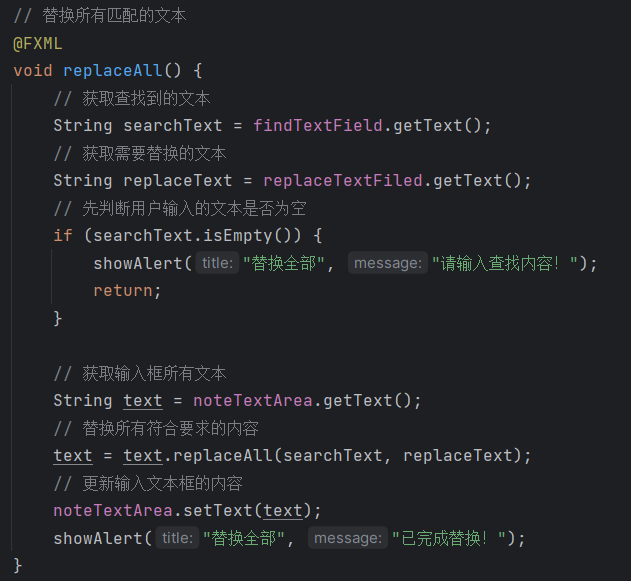 // 替换所有匹配的文本
@FXML
void replaceAll() {
// 获取查找到的文本
String searchText = findTextField.getText();
// 获取需要替换的文本
String replaceText = replaceTextFiled.getText();
// 先判断用户输入的文本是否为空
if (searchText.isEmpty()) {
showAlert( title: "替换全部", message: "请输入查找内容！");
return;
}
// 获取输入框所有文本
String text = noteTextArea.getText();
// 替换所有符合要求的内容
text = text.replaceAll(searchText, replaceText);
// 更新输入文本框的内容
noteTextArea.setText(text);
showAlert( title: "替换全部", message: "已完成替换！");
}